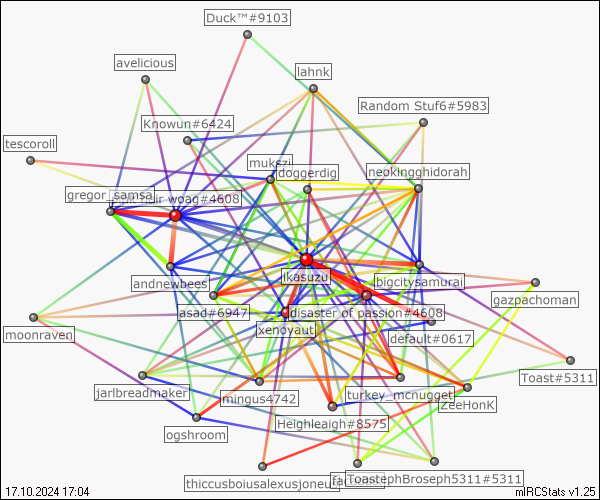 Duck™#9103
avelicious
lahnk
Random Stuf6#5983
Knowun#6424
tescoroll
mukszi
doggerdig
neokingghidorah
gregor_samsa
hair woag#4608
ikasuzu
andnewbees
bigcitysamurai
gazpachoman
asad#6947
disaster of passion#4608
xenoyaut
default#0617
moonraven
Toast#5311
jarlbreadmaker
mingus4742
turkey_mcnugget
ZeeHonK
Heighleaigh#8575
ogshroom
ToastephBroseph5311#5311
17.10.2024 17:04
mIRCStats v1.25